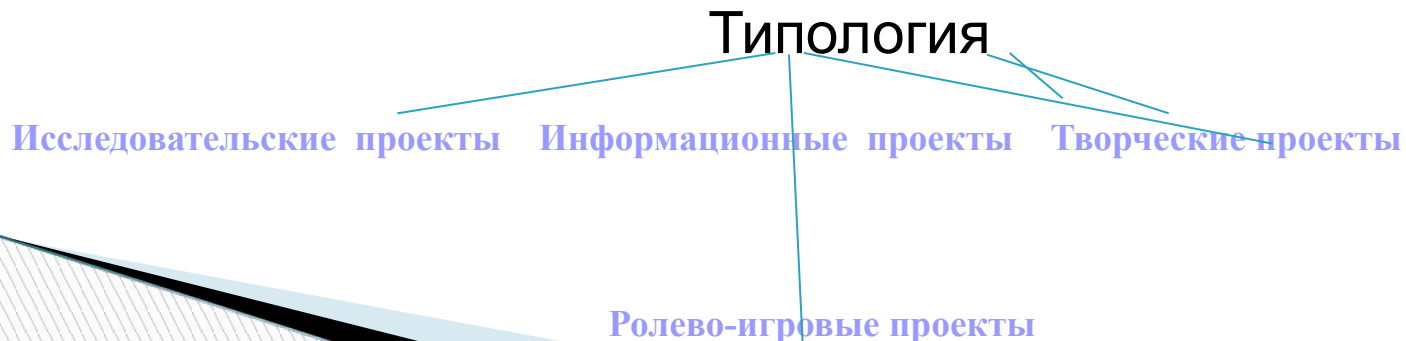 Типология
Исследовательские проекты Информационные проекты Творческие проекты
Ролево-игровые проекты